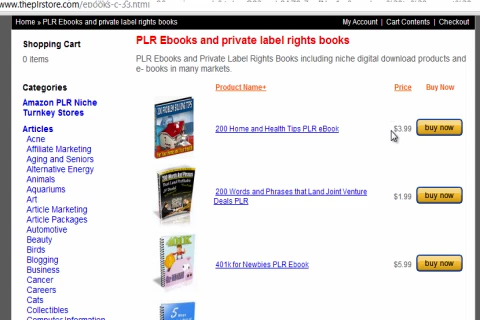 www.theplrstore.com/ebooks-c-33.html
Home » PLR Ebooks and private label rights books
My Account | Cart Contents | Checkout
Shopping Cart
0 items
Categories
Amazon PLR Niche
Turnkey Stores
Articles
Acne
Affiliate Marketing
Aging and Seniors
Alternative Energy
Animals
Aquariums
Art
Article Marketing
Article Packages
Automotive
Beauty
Birds
Blogging
Business
Cancer
Careers
Cats
Collectibles
PLR Ebooks and private label rights books
PLR Ebooks and Private Label Rights Books including niche digital download products and
e- books in many markets.
Product Name+
Price
Buy Now
200 Home and Health Tips PLR eBook
$3.99
buy now
200 Words and Phrases that Land Joint Venture
Deals PLR
$1.99
buy now
401k for Newbies PLR Ebook
$5.99
buy now